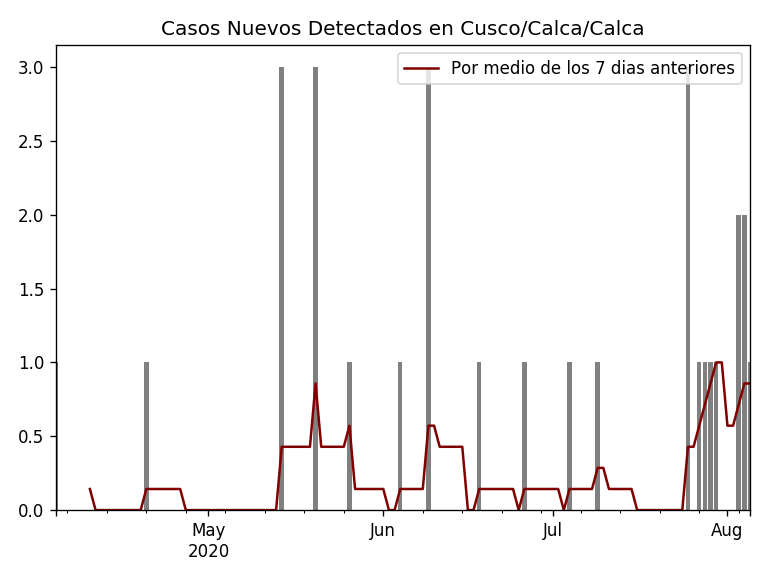 Casos Nuevos Detectados en Cusco/Calca/Calca
Por medio de los 7 dias anteriores
3.0
2.5
2.0
1.5
1.0
0.5
0.0
May
2020
Jun
Jul
Aug